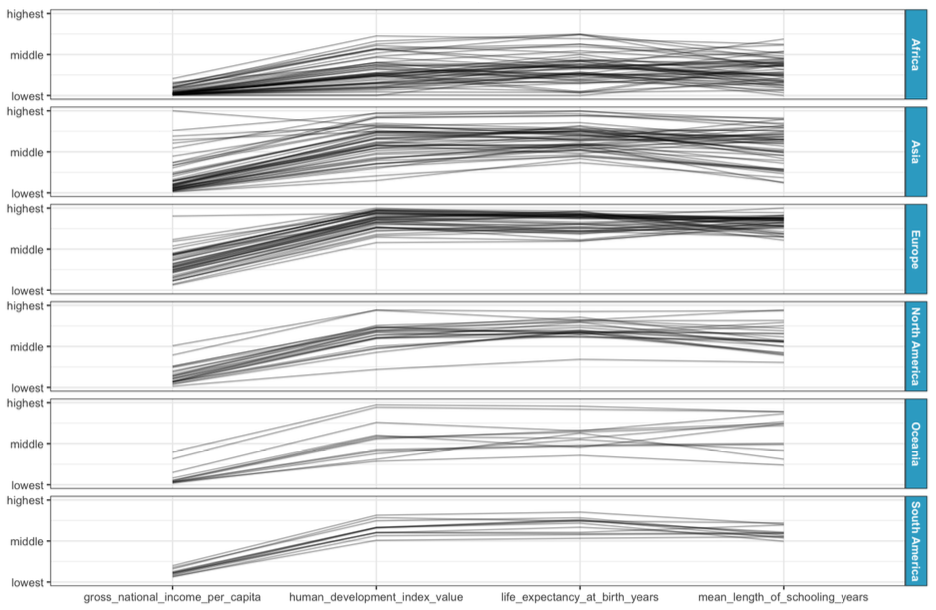 highest
middle
lowest
Africa
highest
middle
lowest
Asia
highest
middle
lowest
Europe
highest
middle
lowest
North America
highest
middle
lowest
Oceania
highest
middle
lowest
South America
gross_national_income_per_capita human_development_index_value life_expectancy_at_birth_years mean_length_of_schooling_years